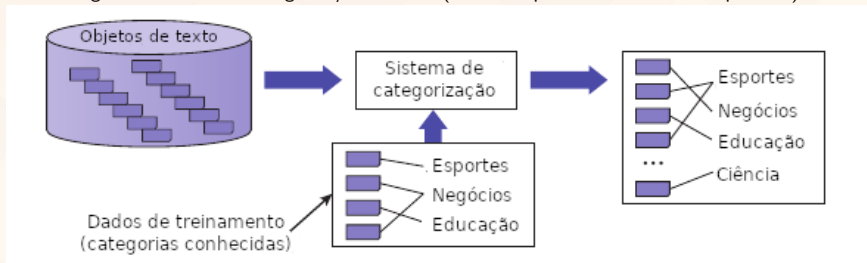 Objetos de texto
Sistema de
categorização
Esportes
Negócios
Educação
...
Ciência
Esportes
Negócios
Educação
Dados de treinamento
(categorias conhecidas)